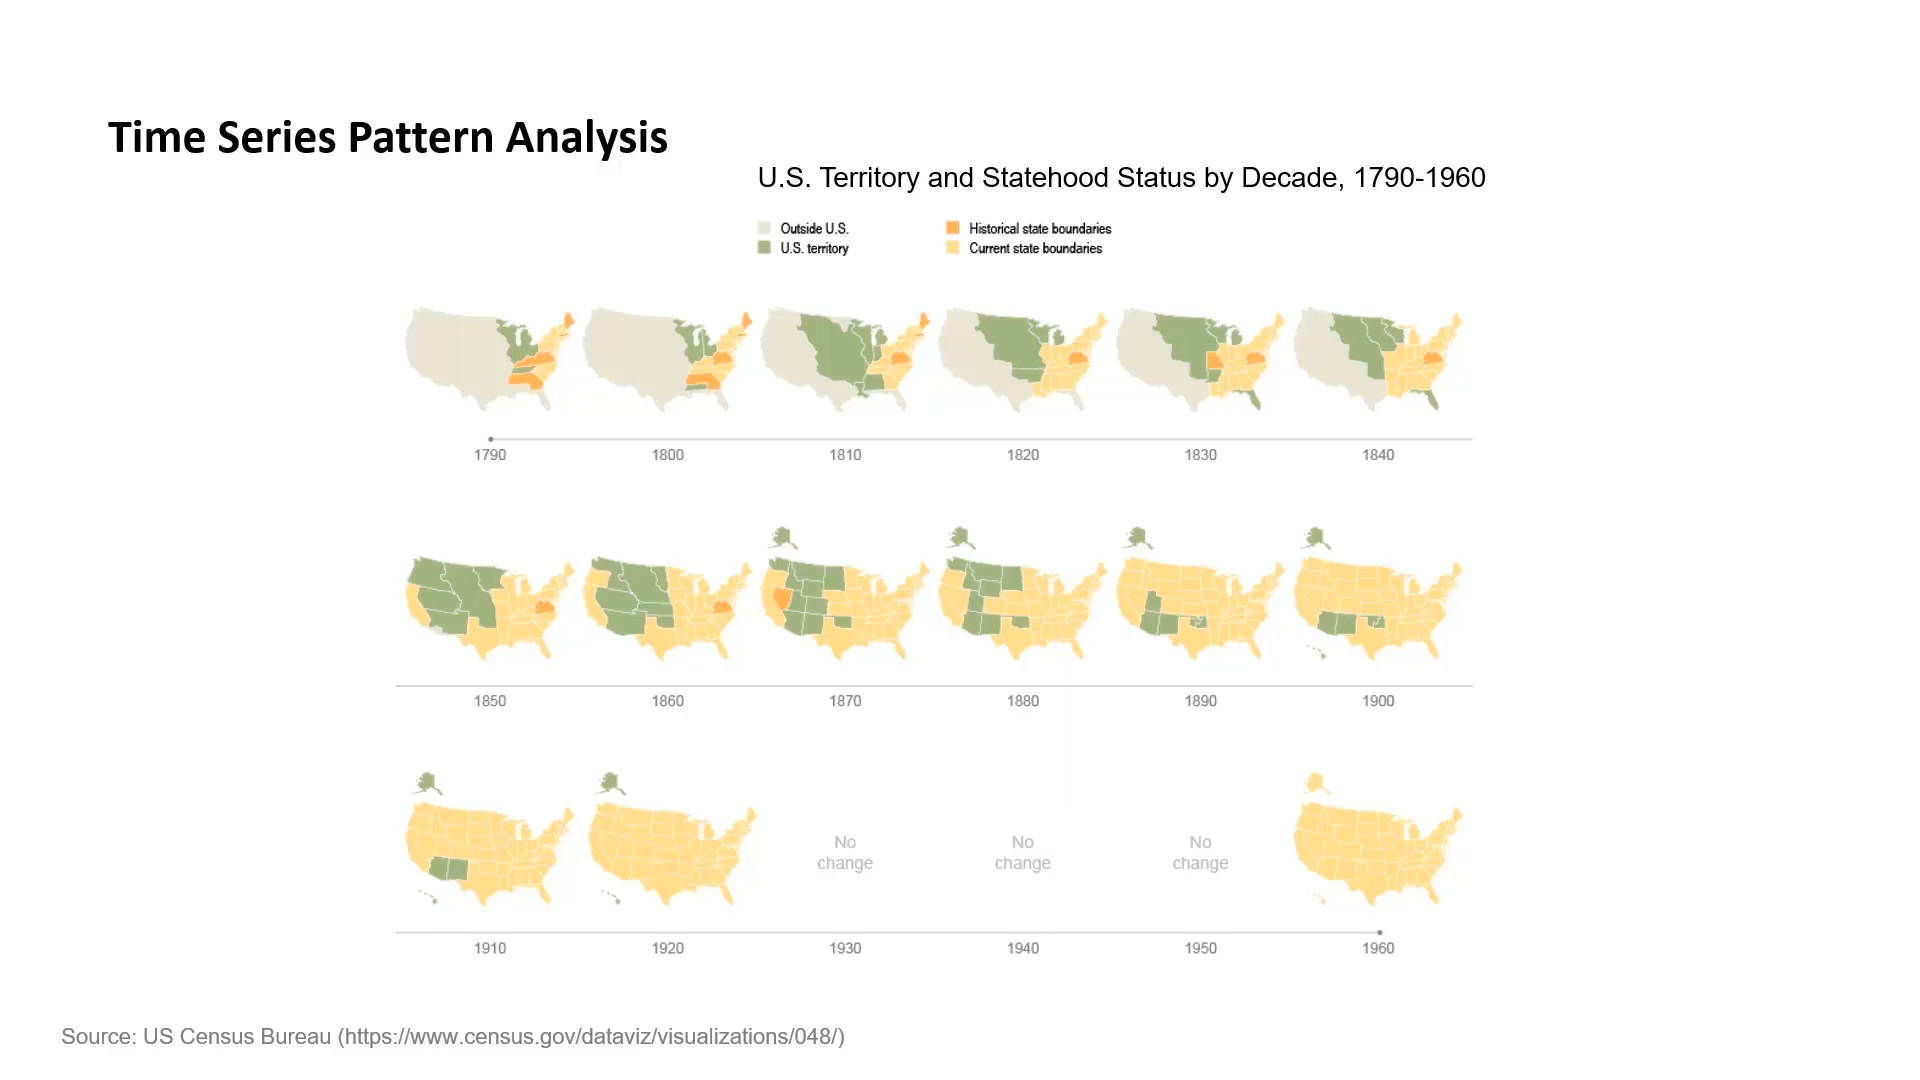 Time Series Pattern Analysis
U.S. Territory and Statehood Status by Decade, 1790-1960
Outside U.S.
Historical state boundaries
U.S. territory
Current state boundaries
1790 1800 1810 1820 1830 1840
1850 1860 1870 1880 1890 1900
No
change
No
change
No
change
1910 1920 1930 1940 1950 1960
Source: US Census Bureau (https://www.census.gov/dataviz/visualizations/048/)